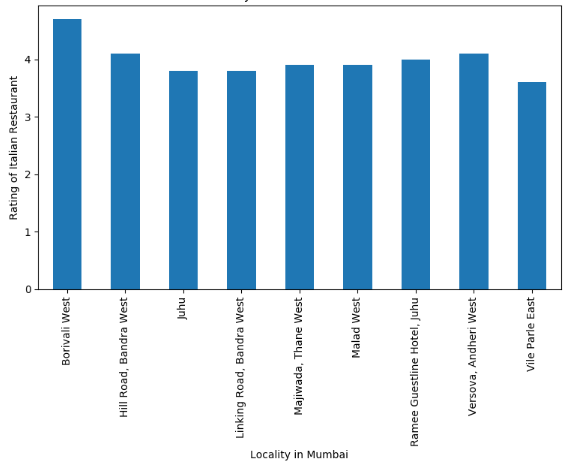 Rating of Italian Restaurant
4
3
2
1
0
Borivali West
Hill Road, Bandra West
Juhu
Linking Road, Bandra West
Majiwada, Thane West
Malad West
Ramee Guestline Hotel, Juhu
Versova, Andheri West
Vile Parle East
Locality in Mumbai